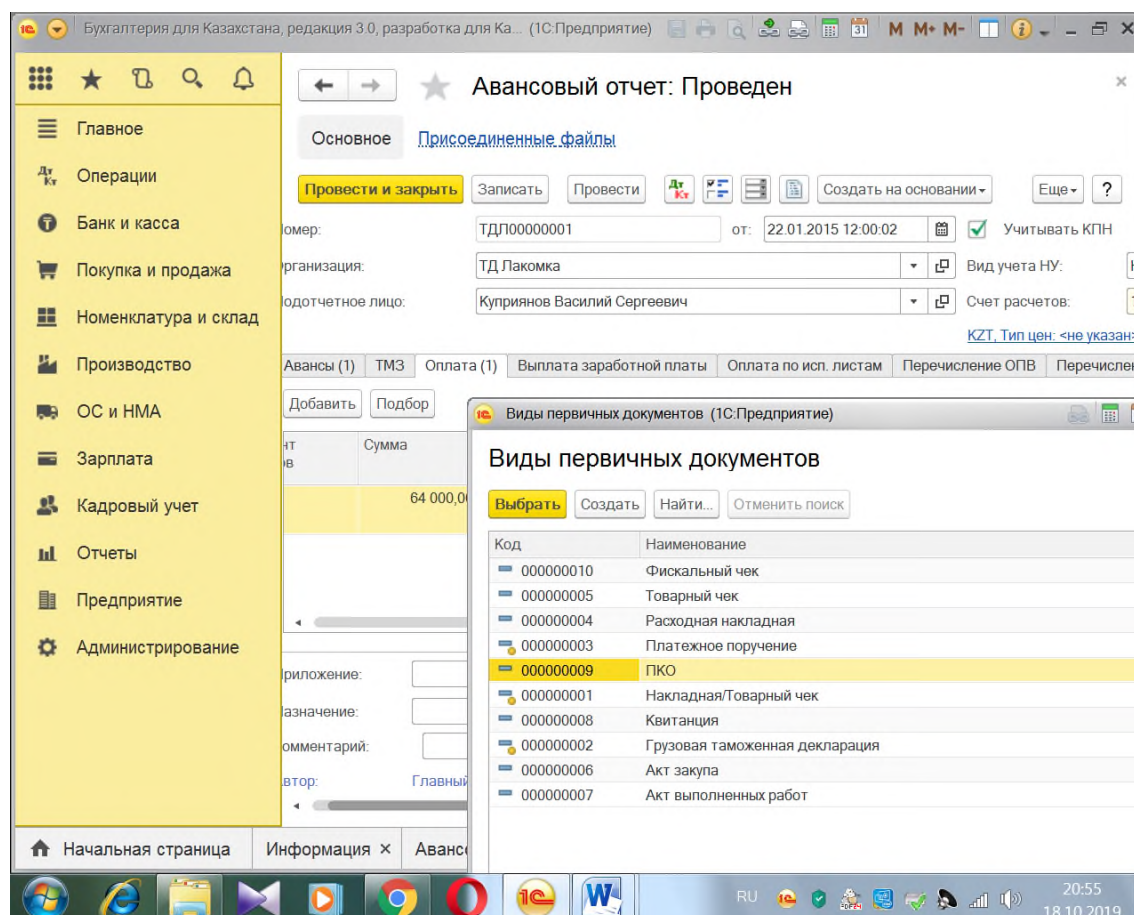 Бухгалтерия для Казахстана, редакция 3.0, разработка для Ка... (1С:Предприятие) 31 M M+ M-
Авансовый отчет: Проведен
Главное
Операции
Банк и касса
Покупка и продажа
Номенклатура и склад
Производство
ОС и НМА
Зарплата
Кадровый учет
Отчеты
Предприятие
Администрирование
Основное Присоединенные файлы
Провести и закрыть Записать Провести Дт Кт Создать на основании Еще ?
омер: ТДЛ00000001 от: 22.01.2015 12:00:02 Учитывать КПН
рганизация: ТД Лакомка Вид учета НУ:
одотчетное лицо: Куприянов Василий Сергеевич Счет расчетов:
KZT, Тип цен: <не указан>
Авансы (1) ТМЗ Оплата (1) Выплата заработной платы Оплата по исп. листам Перечисление ОПВ Перечислен
Добавить Подбор
нт
ов
Сумма
64 000,0
риложение:
азначение:
омментарий:
втор: Главный
Виды первичных документов (1С:Предприятие)
Виды первичных документов
Выбрать Создать Найти... Отменить поиск
Код Наименование
000000010 Фискальный чек
000000005 Товарный чек
000000004 Расходная накладная
000000003 Платежное поручение
000000009 ПКО
000000001 Накладная/Товарный чек
000000008 Квитанция
000000002 Грузовая таможенная декларация
000000006 Акт закупа
000000007 Акт выполненных работ
Начальная страница Информация × Авансо
RU 20:55
18.10.2019